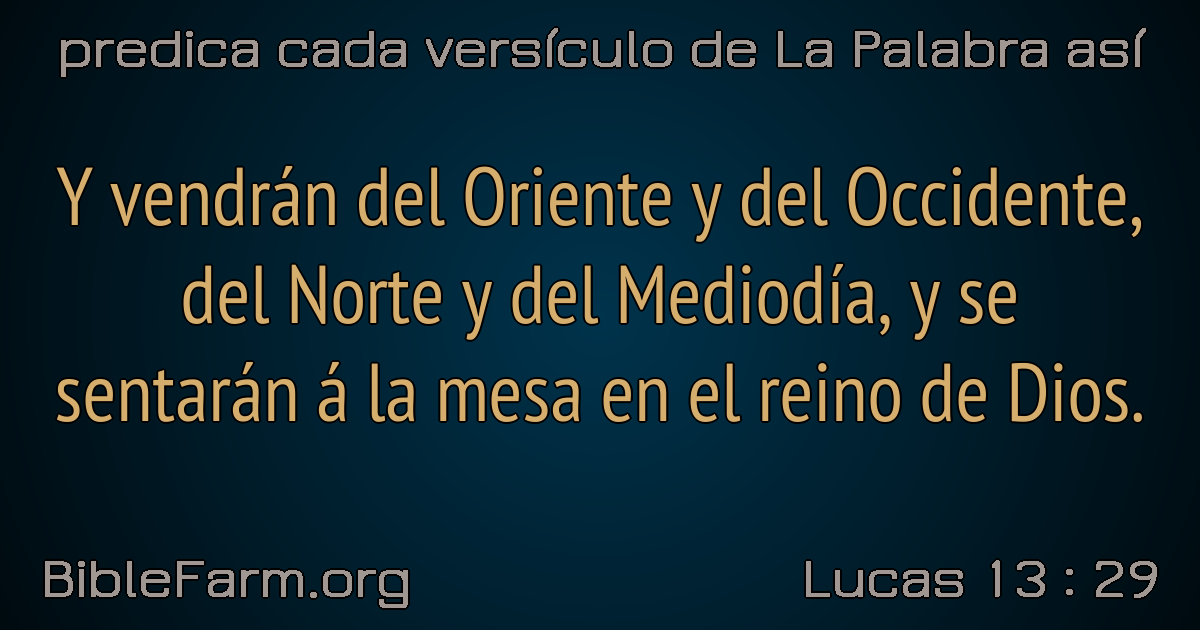 predica cada versículo de La Palabra así
Y vendrán del Oriente y del Occidente,
del Norte y del Mediodía, y se
sentarán á la mesa en el reino de Dios.
BibleFarm.org
Lucas 13 : 29